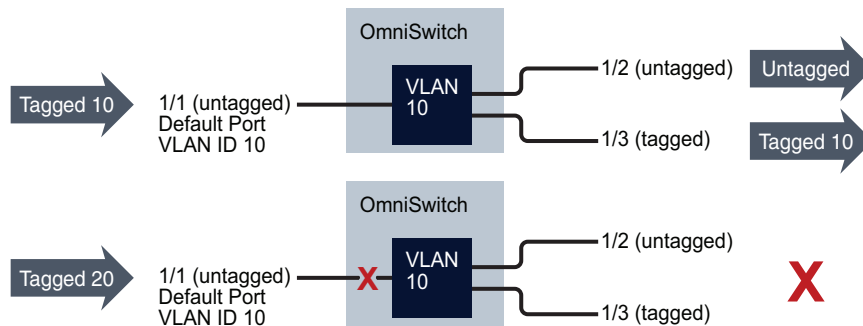 OmniSwitch
Tagged 10
1/1 (untagged)
Default Port
VLAN ID 10
VLAN
10
1/2 (untagged)
Untagged
1/3 (tagged)
Tagged 10
OmniSwitch
Tagged 20
1/1 (untagged)
Default Port
VLAN ID 10
X
VLAN
10
1/2 (untagged)
1/3 (tagged)
X